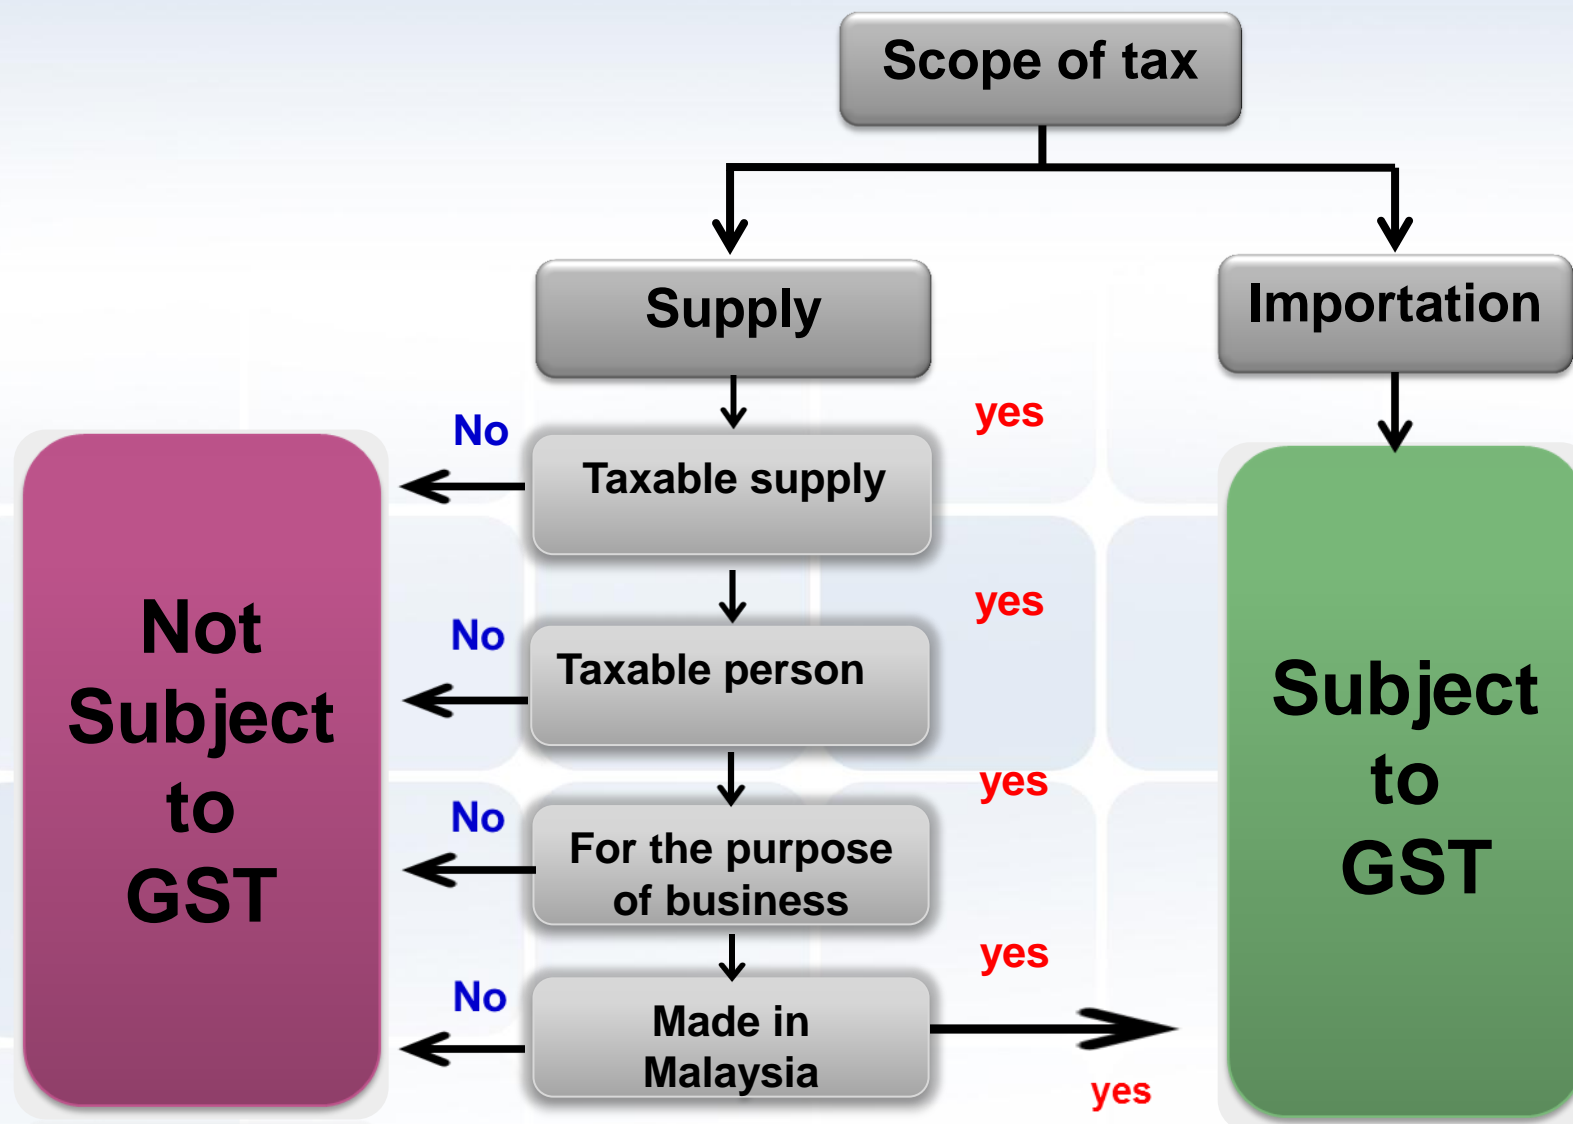 Scope of tax
Supply
Importation
No
yes
Taxable supply
No
yes
Taxable person
No
yes
For the purpose
of business
No
yes
Made in
Malaysia
yes
Not
Subject
to
GST
Subject
to
GST